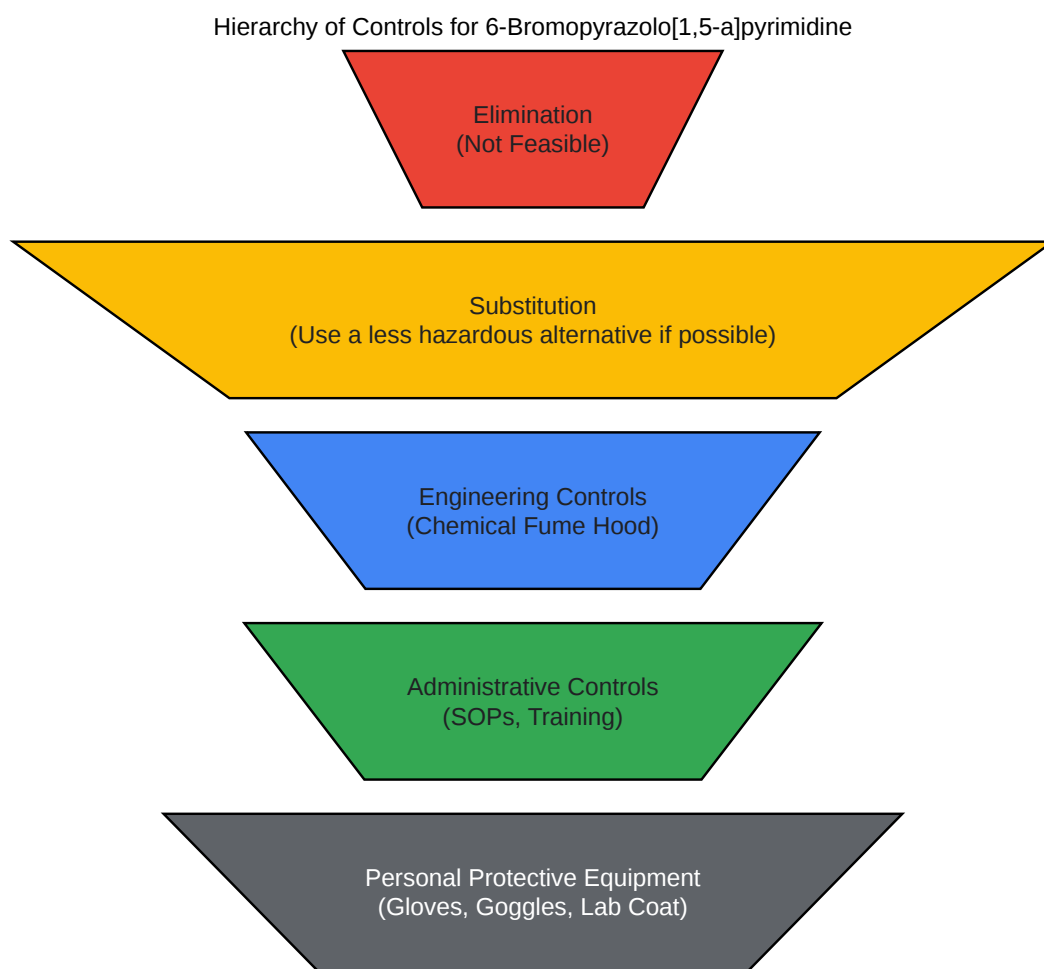 Hierarchy of Controls for 6-Bromopyrazolo[1,5-a]pyrimidine
Elimination
(Not Feasible)
Substitution
(Use a less hazardous alternative if possible)
Engineering Controls
(Chemical Fume Hood)
Administrative Controls
(SOPs, Training)
Personal Protective Equipment
(Gloves, Goggles, Lab Coat)